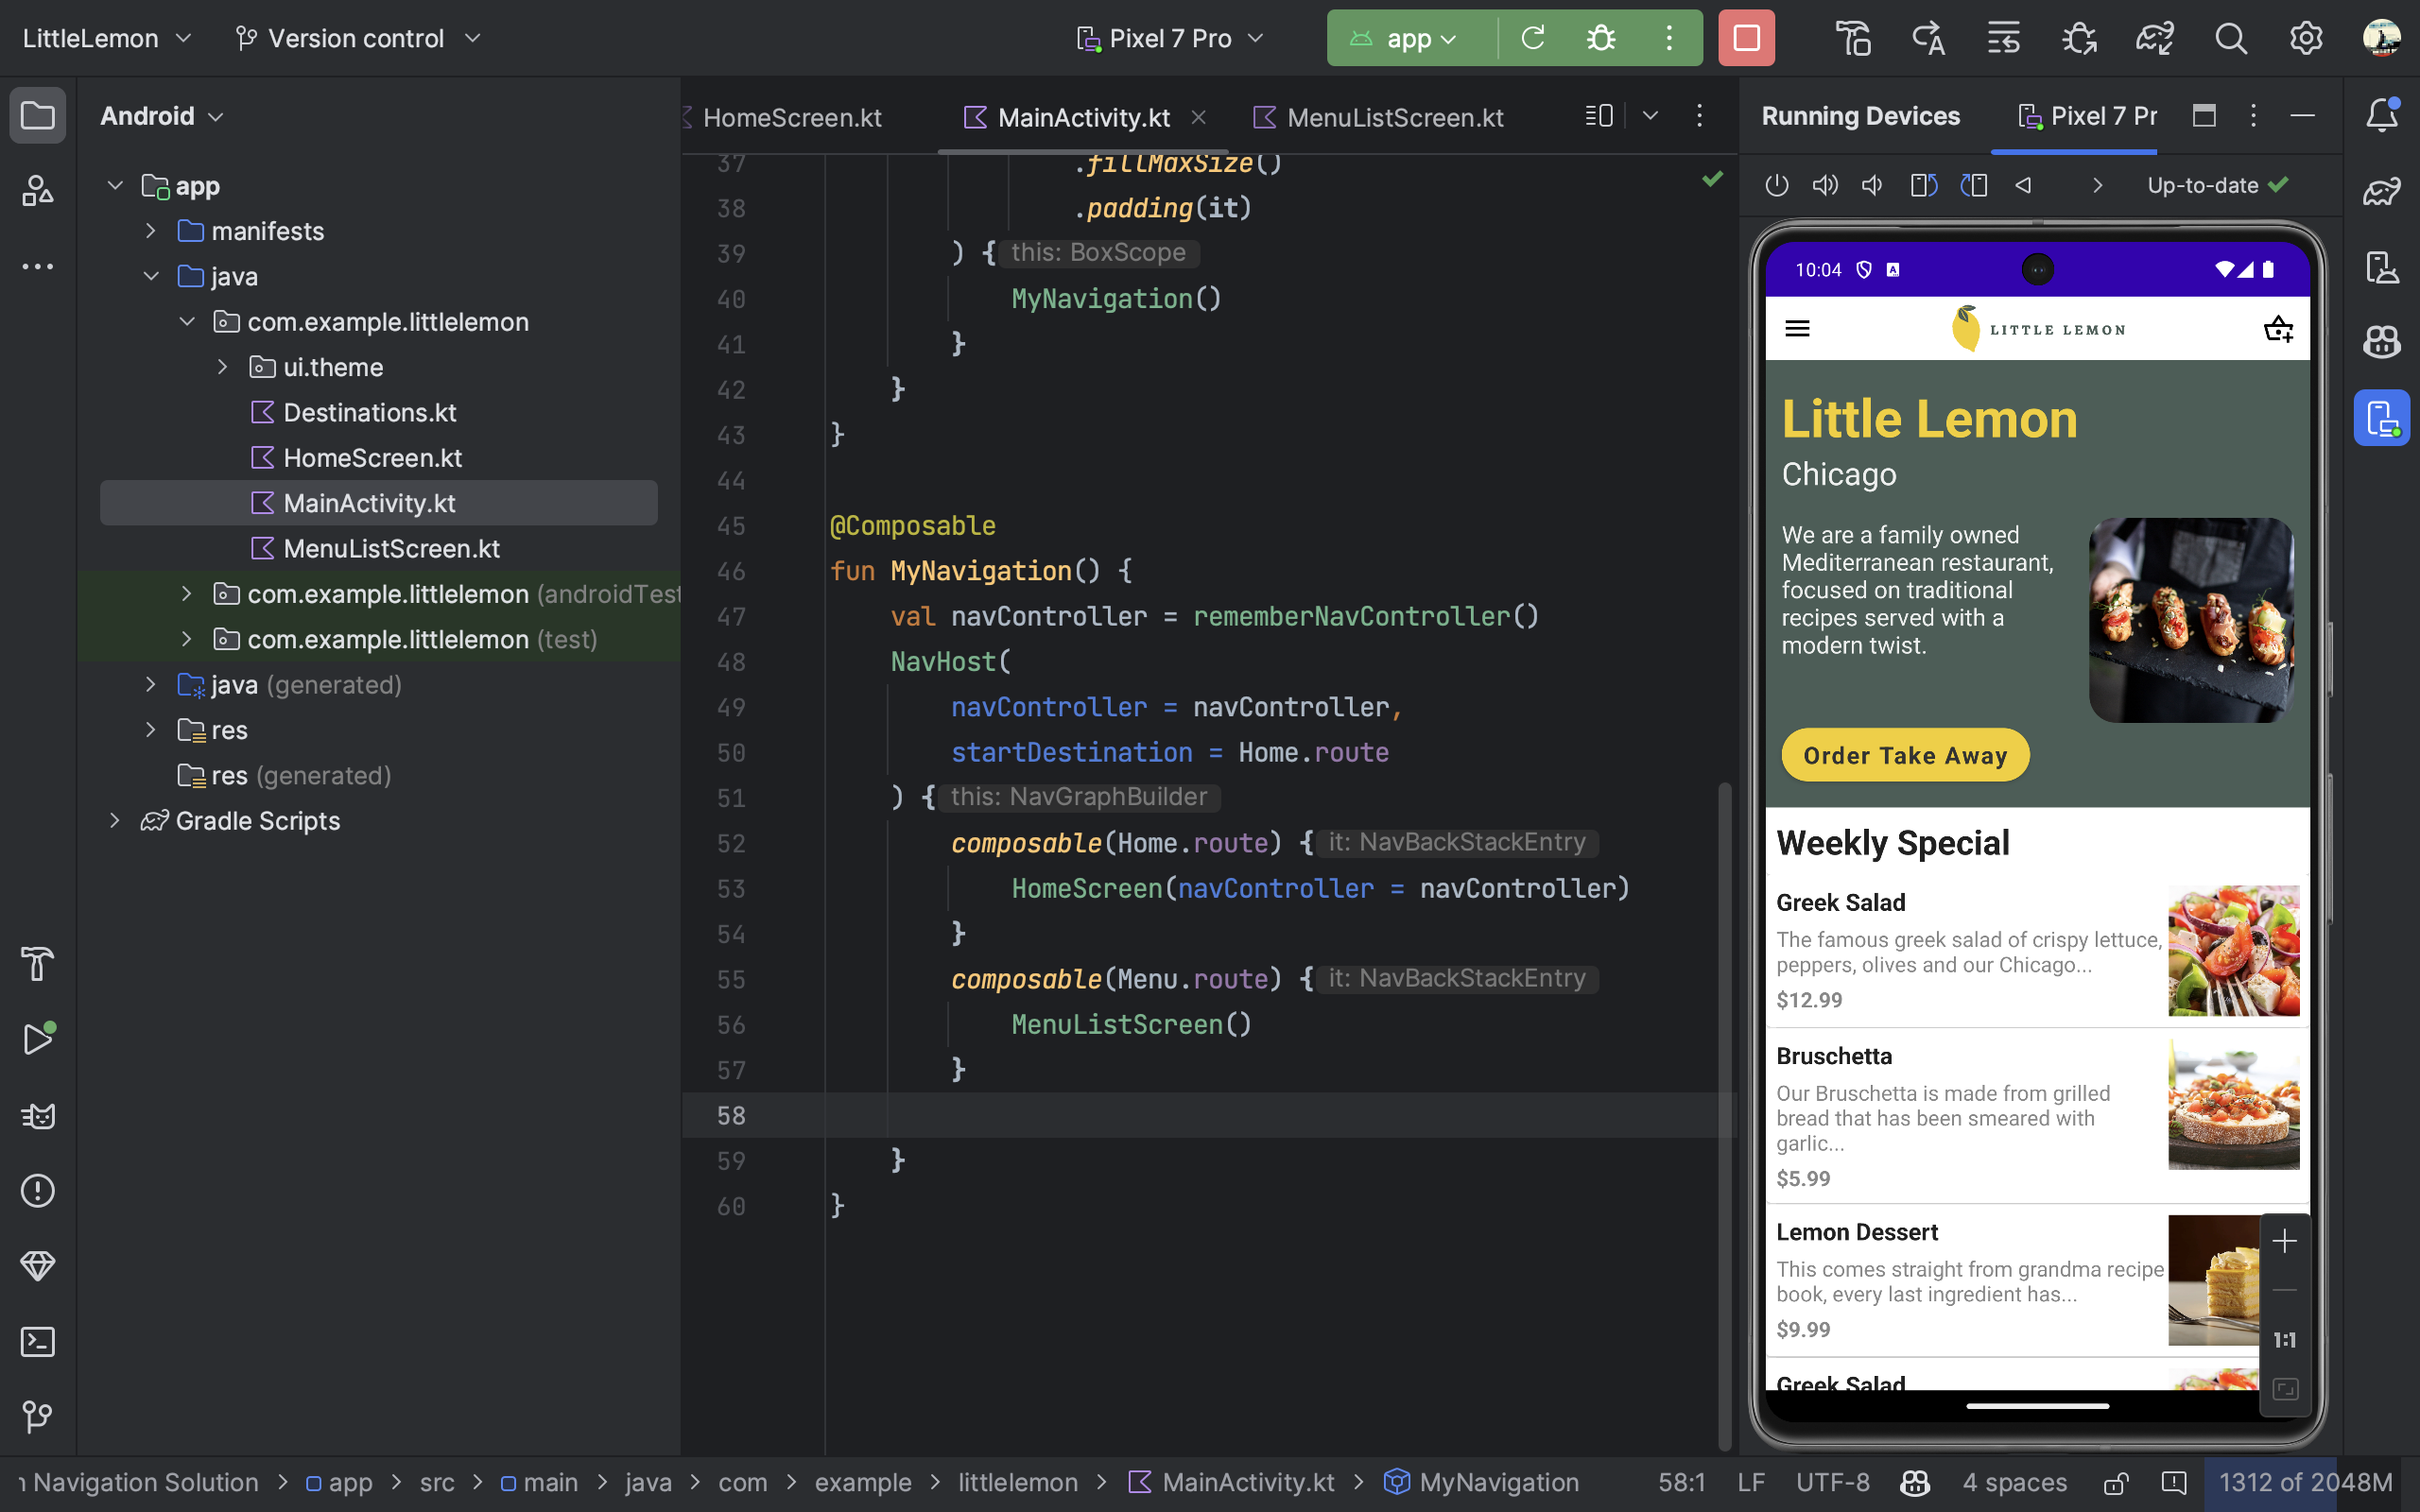 LittleLemon
Version control
Pixel 7 Pro
app
Android
app
manifests
java
com.example.littlelemon
ui.theme
Destinations.kt
HomeScreen.kt
MainActivity.kt
MenuListScreen.kt
com.example.littlelemon (androidTest
com.example.littlelemon (test)
java (generated)
res
res (generated)
Gradle Scripts
HomeScreen.kt
MainActivity.kt
MenuListScreen.kt
37 .fillMaxSize()
38 .padding(it)
39 ) { this: BoxScope
40 MyNavigation()
41 }
42 }
43 }
44
45 @Composable
46 fun MyNavigation() {
47 val navController = rememberNavController()
48 NavHost(
49 navController = navController,
50 startDestination = Home.route
51 ) { this: NavGraphBuilder
52 composable(Home.route) { it: NavBackStackEntry
53 HomeScreen(navController = navController)
54 }
55 composable(Menu.route) { it: NavBackStackEntry
56 MenuListScreen()
57 }
58
59 }
60 }
Running Devices
Pixel 7 Pr
Up-to-date
10:04
LITTLE LEMON
Little Lemon
Chicago
We are a family owned
Mediterranean restaurant,
focused on traditional
recipes served with a
modern twist.
Order Take Away
Weekly Special
Greek Salad
The famous greek salad of crispy lettuce,
peppers, olives and our Chicago...
$12.99
Bruschetta
Our Bruschetta is made from grilled
bread that has been smeared with
garlic...
$5.99
Lemon Dessert
This comes straight from grandma recipe
book, every last ingredient has...
$9.99
Greek Salad
1:1
n Navigation Solution > app > src > main > java > com > example > littlelemon > MainActivity.kt > MyNavigation
58:1
LF
UTF-8
4 spaces
1312 of 2048M